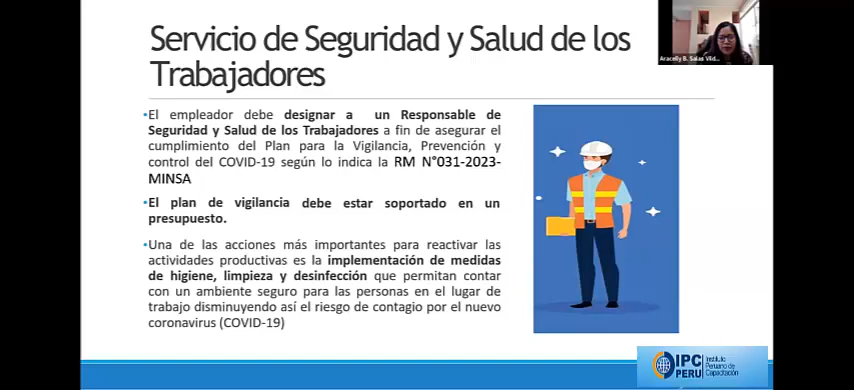 Servicio de Seguridad y Salud de los
Trabajadores
•El empleador debe designar a un Responsable de
Seguridad y Salud de los Trabajadores a fin de asegurar el
cumplimiento del Plan para la Vigilancia, Prevención y
control del COVID-19 según lo indica la RM N°031-2023-
MINSA
•El plan de vigilancia debe estar soportado en un
presupuesto.
•Una de las acciones más importantes para reactivar las
actividades productivas es la implementación de medidas
de higiene, limpieza y desinfección que permitan contar
con un ambiente seguro para las personas en el lugar de
trabajo disminuyendo así el riesgo de contagio por el nuevo
coronavirus (COVID-19)
Aracelly B. Salas Vild...
IPC
PERU
Instituto
Peruano de
Capacitación